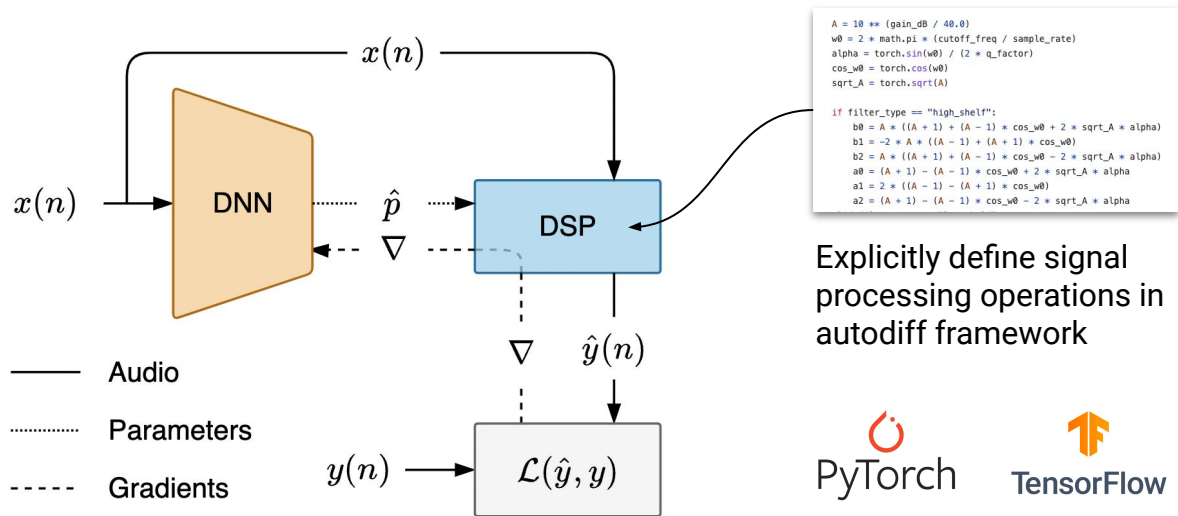 x(n)
x(n)
DNN
p̂
∇
DSP
∇
ŷ(n)
y(n)
ℒ(ŷ, y)
Audio
Parameters
Gradients
A = 10 ** (gain_dB / 40.0)
w0 = 2 * math.pi * (cutoff_freq / sample_rate)
alpha = torch.sin(w0) / (2 * q_factor)
cos_w0 = torch.cos(w0)
sqrt_A = torch.sqrt(A)
if filter_type == "high_shelf":
b0 = A * ((A + 1) + (A - 1) * cos_w0 + 2 * sqrt_A * alpha)
b1 = -2 * A * ((A - 1) + (A + 1) * cos_w0)
b2 = A * ((A + 1) + (A - 1) * cos_w0 - 2 * sqrt_A * alpha)
a0 = (A + 1) - (A - 1) * cos_w0 + 2 * sqrt_A * alpha
a1 = 2 * ((A - 1) - (A + 1) * cos_w0)
a2 = (A + 1) - (A - 1) * cos_w0 - 2 * sqrt_A * alpha
Explicitly define signal
processing operations in
autodiff framework
PyTorch
TensorFlow